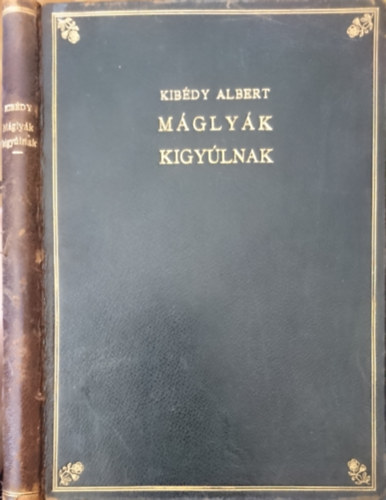 KIBÉDY
Máglyák
kigyúlnak
KIBÉDY ALBERT
MÁGLYÁK
KIGYÚLNAK